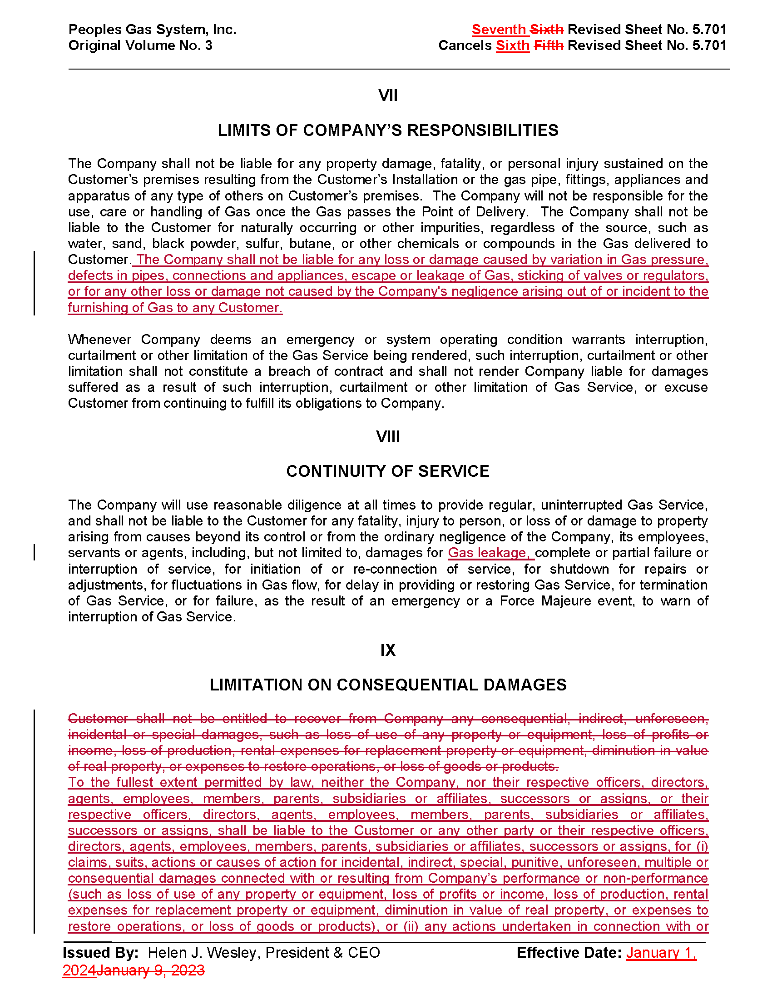 Peoples Gas System, Inc. Seventh Sixth Revised Sheet No. 5.701
Original Volume No. 3 Cancels Sixth Fifth Revised Sheet No. 5.701
VII
LIMITS OF COMPANY’S RESPONSIBILITIES
The Company shall not be liable for any property damage, fatality, or personal injury sustained on the
Customer’s premises resulting from the Customer’s Installation or the gas pipe, fittings, appliances and
apparatus of any type of others on Customer’s premises. The Company will not be responsible for the
use, care or handling of Gas once the Gas passes the Point of Delivery. The Company shall not be
liable to the Customer for naturally occurring or other impurities, regardless of the source, such as
water, sand, black powder, sulfur, butane, or other chemicals or compounds in the Gas delivered to
Customer. The Company shall not be liable for any loss or damage caused by variation in Gas pressure,
defects in pipes, connections and appliances, escape or leakage of Gas, sticking of valves or regulators,
or for any other loss or damage not caused by the Company's negligence arising out of or incident to the
furnishing of Gas to any Customer.
Whenever Company deems an emergency or system operating condition warrants interruption,
curtailment or other limitation of the Gas Service being rendered, such interruption, curtailment or other
limitation shall not constitute a breach of contract and shall not render Company liable for damages
suffered as a result of such interruption, curtailment or other limitation of Gas Service, or excuse
Customer from continuing to fulfill its obligations to Company.
VIII
CONTINUITY OF SERVICE
The Company will use reasonable diligence at all times to provide regular, uninterrupted Gas Service,
and shall not be liable to the Customer for any fatality, injury to person, or loss of or damage to property
arising from causes beyond its control or from the ordinary negligence of the Company, its employees,
servants or agents, including, but not limited to, damages for Gas leakage, complete or partial failure or
interruption of service, for initiation of or re-connection of service, for shutdown for repairs or
adjustments, for fluctuations in Gas flow, for delay in providing or restoring Gas Service, for termination
of Gas Service, or for failure, as the result of an emergency or a Force Majeure event, to warn of
interruption of Gas Service.
IX
LIMITATION ON CONSEQUENTIAL DAMAGES
Customer shall not be entitled to recover from Company any consequential, indirect, unforeseen,
incidental or special damages, such as loss of use of any property or equipment, loss of profits or
income, loss of production, rental expenses for replacement property or equipment, diminution in value
of real property, or expenses to restore operations, or loss of goods or products.
To the fullest extent permitted by law, neither the Company, nor their respective officers, directors,
agents, employees, members, parents, subsidiaries or affiliates, successors or assigns, or their
respective officers, directors, agents, employees, members, parents, subsidiaries or affiliates,
successors or assigns, shall be liable to the Customer or any other party or their respective officers,
directors, agents, employees, members, parents, subsidiaries or affiliates, successors or assigns, for (i)
claims, suits, actions or causes of action for incidental, indirect, special, punitive, unforeseen, multiple or
consequential damages connected with or resulting from Company’s performance or non-performance
(such as loss of use of any property or equipment, loss of profits or income, loss of production, rental
expenses for replacement property or equipment, diminution in value of real property, or expenses to
restore operations, or loss of goods or products), or (ii) any actions undertaken in connection with or
Issued By: Helen J. Wesley, President & CEO Effective Date: January 1,
2024January 9, 2023